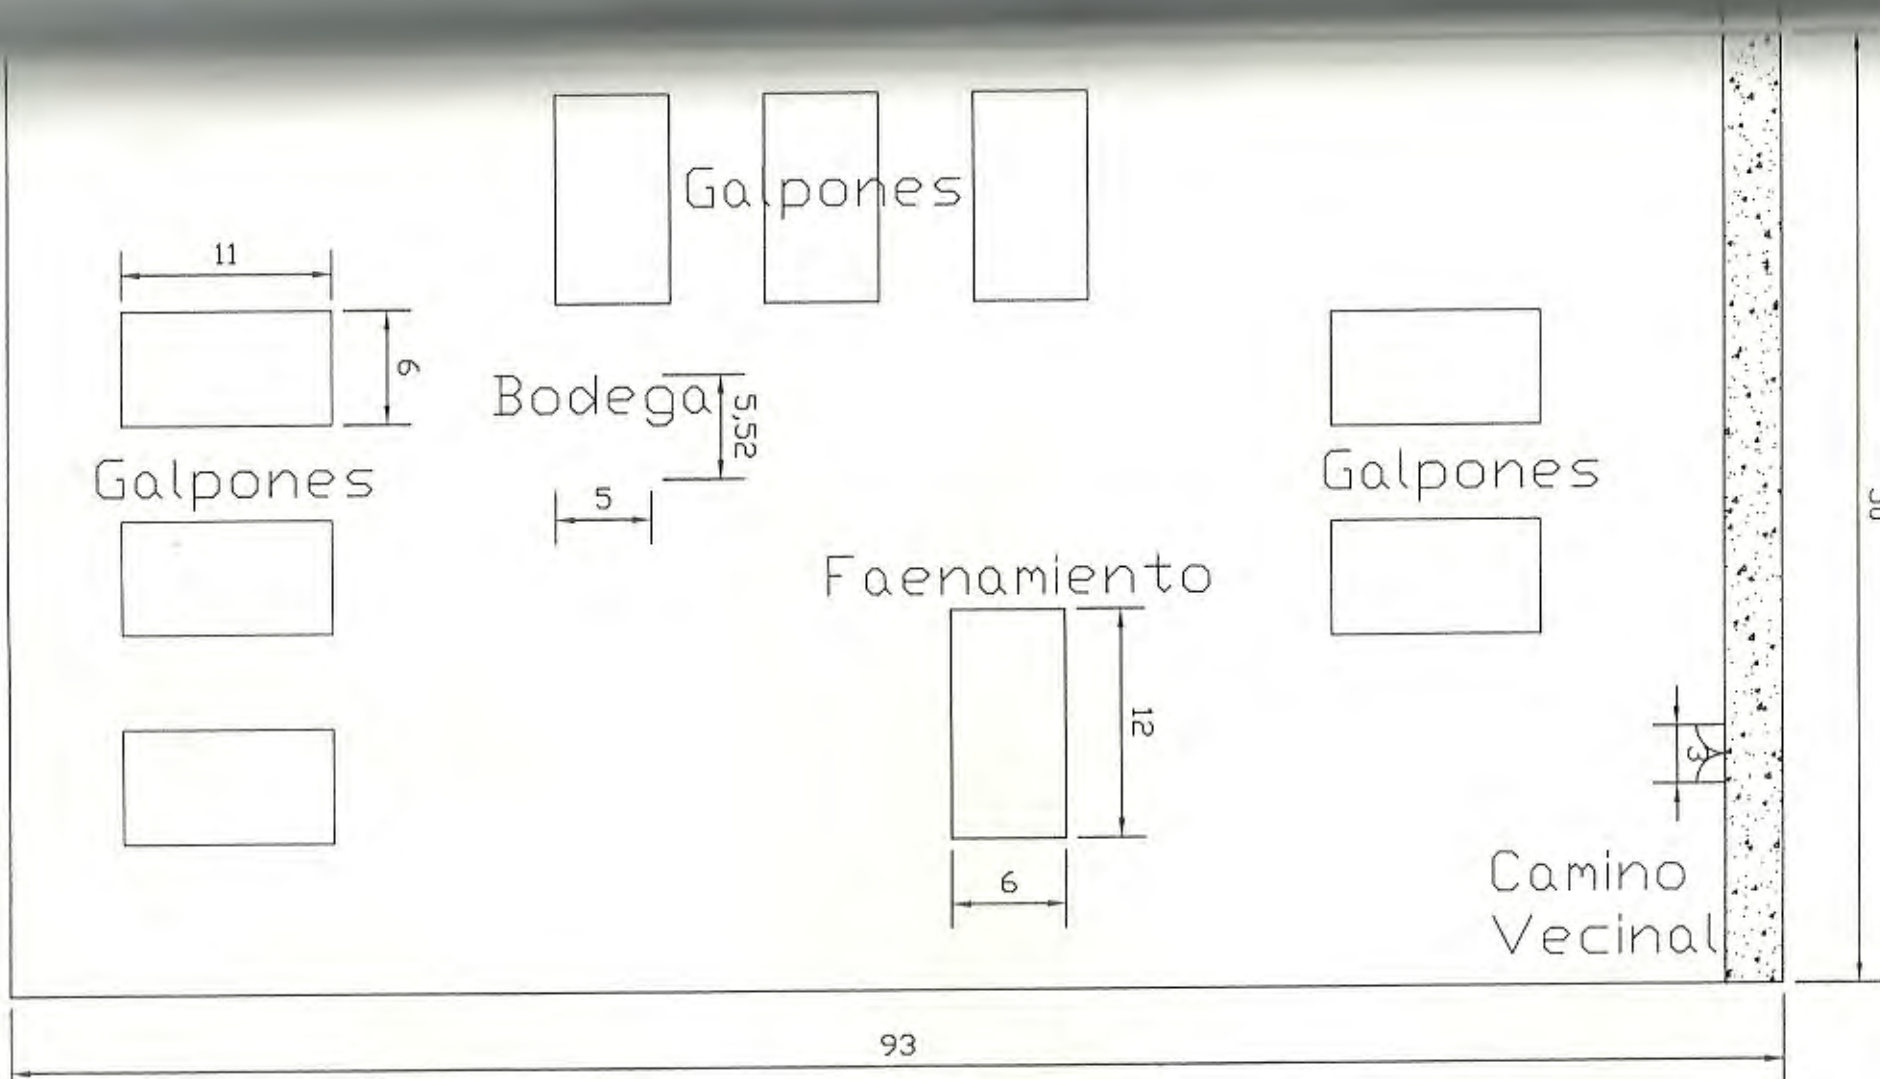 Galpones
11
6
Bodega
5,52
5
Galpones
Galpones
Faenamiento
12
6
3
Camino
Vecinal
93